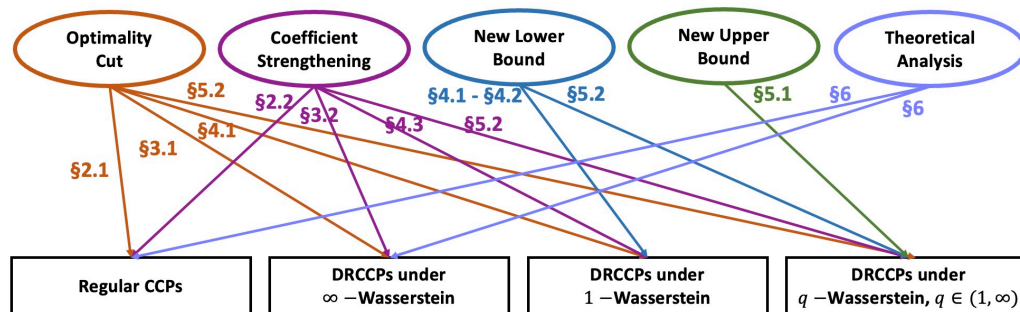 Optimality
Cut
Coefficient
Strengthening
New Lower
Bound
New Upper
Bound
Theoretical
Analysis
§5.2
§2.2
§3.2
§4.1 - §4.2
§5.2
§5.1
§6
§6
§4.1
§4.3
§5.2
§3.1
§2.1
Regular CCPs
DRCCPs under
∞ −Wasserstein
DRCCPs under
1 −Wasserstein
DRCCPs under
q −Wasserstein, q ∈ (1, ∞)